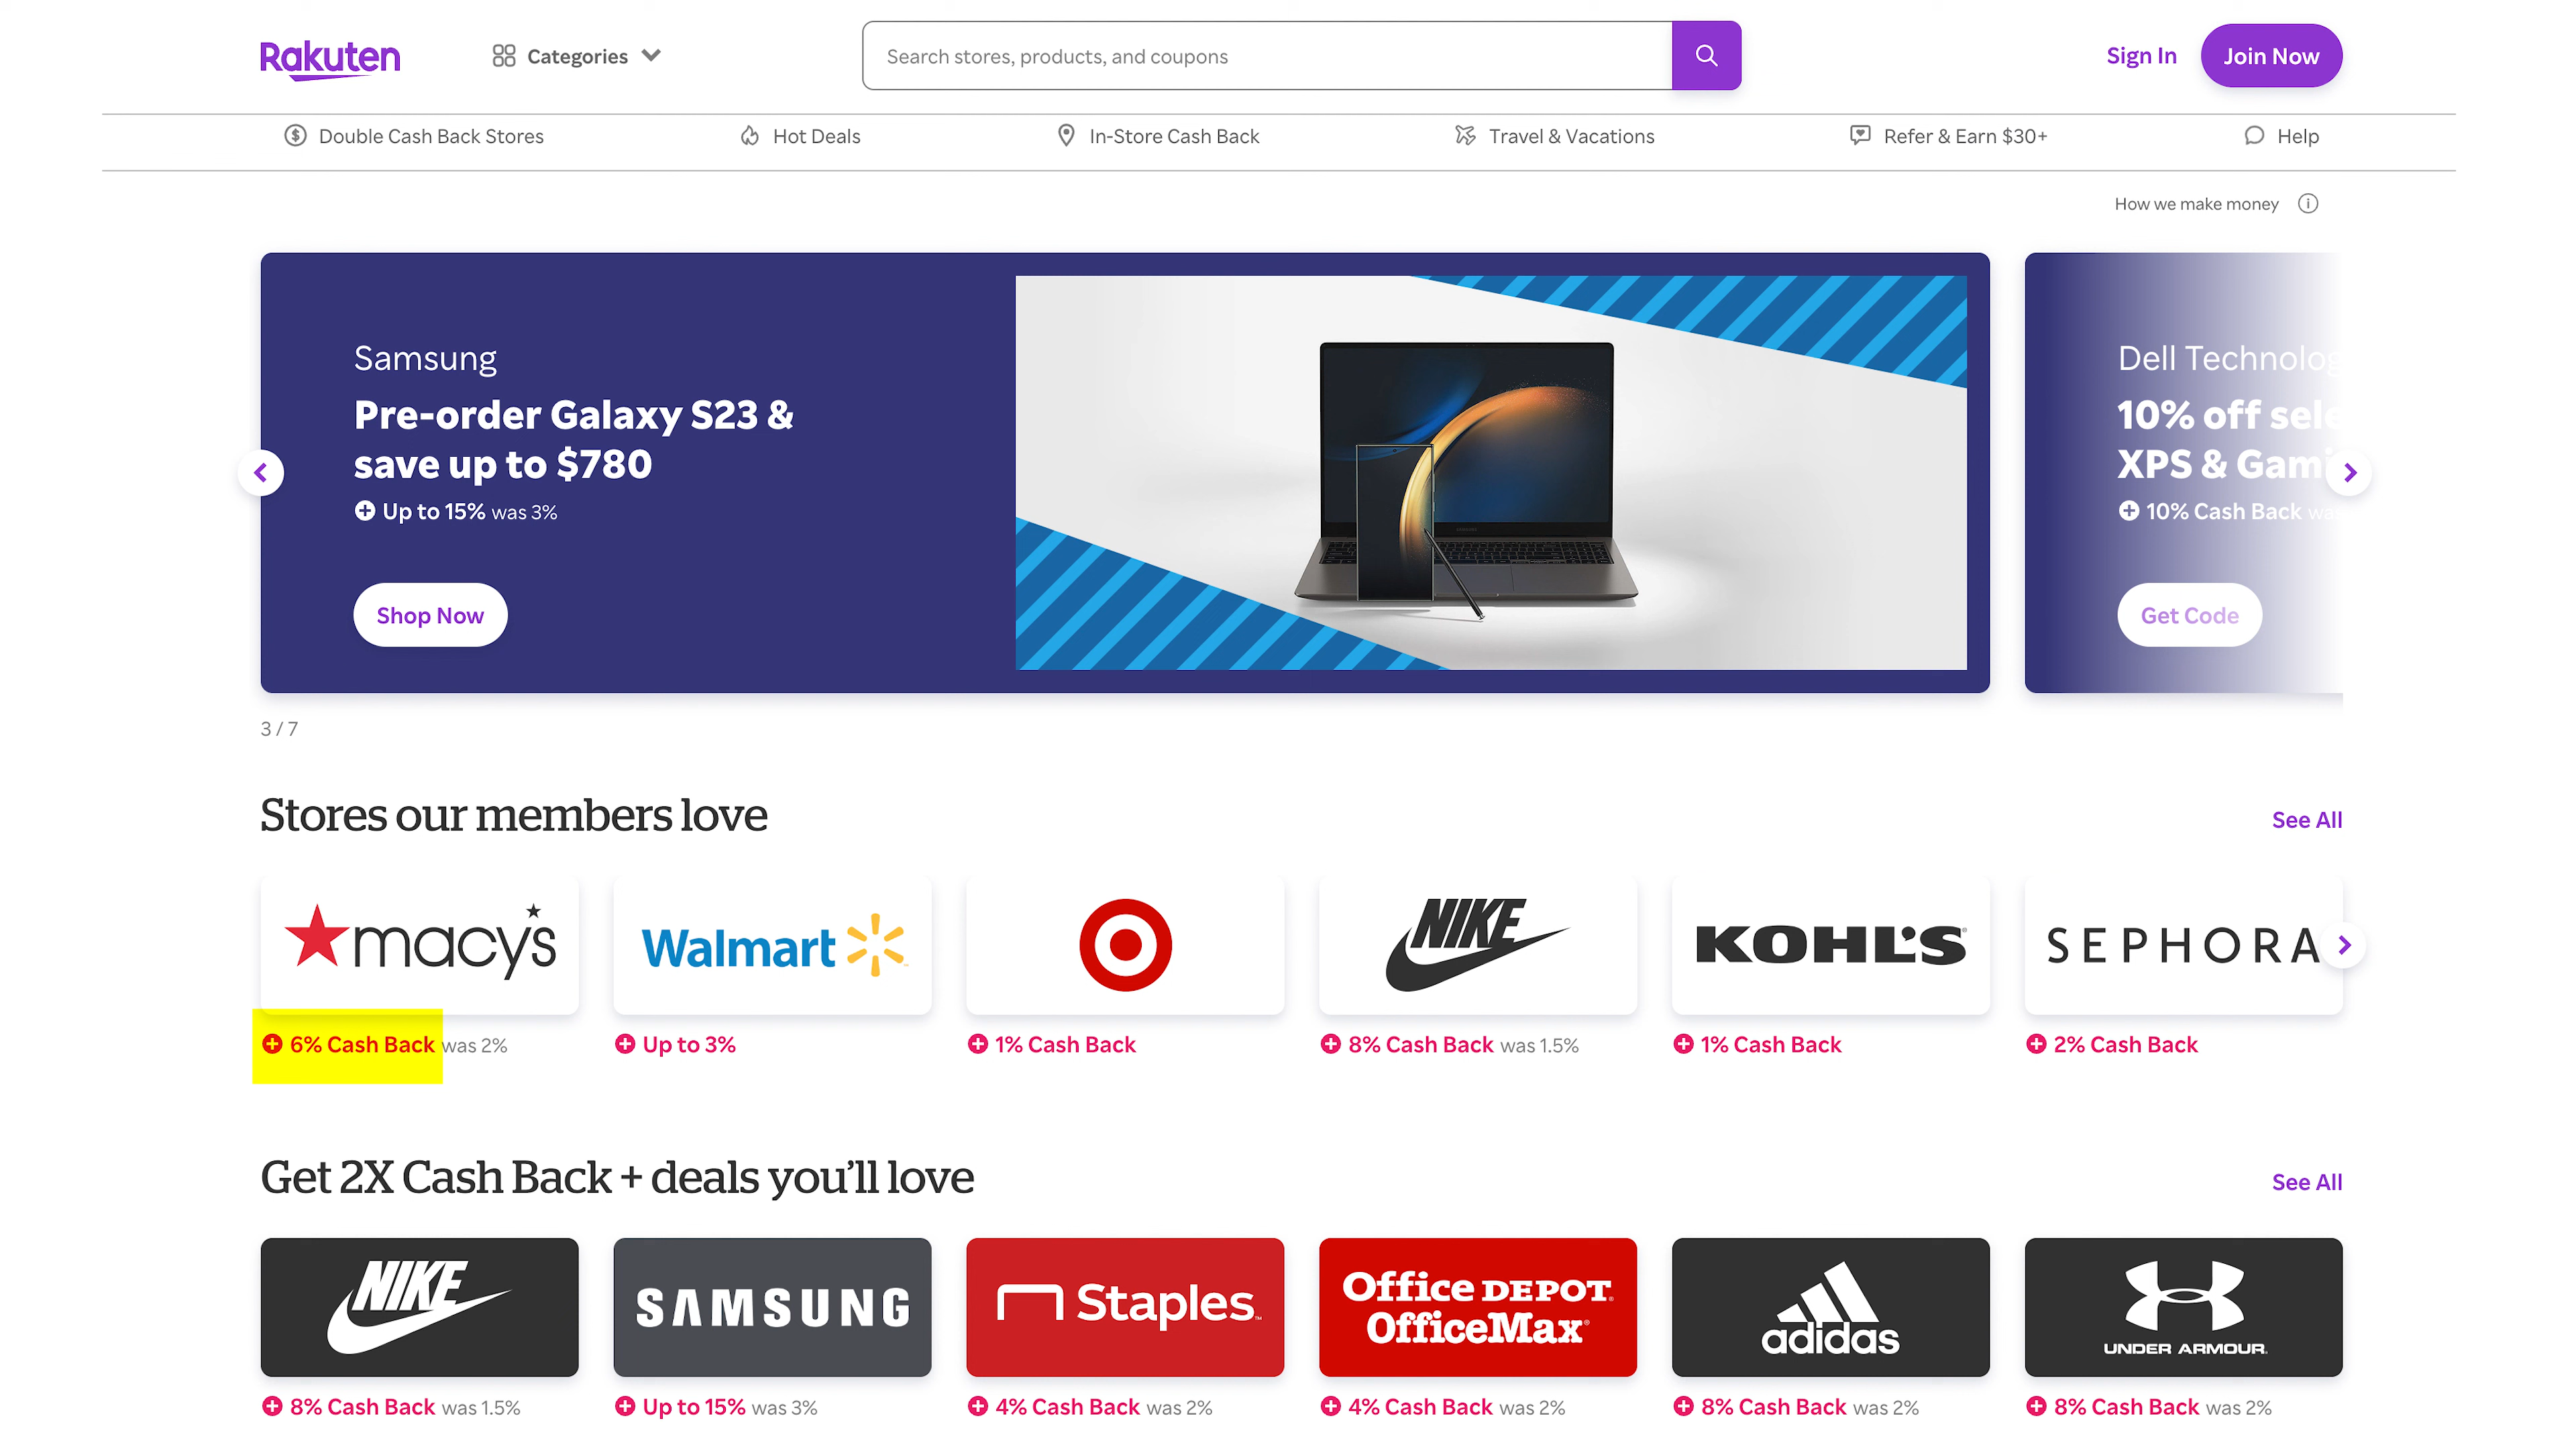 Rakuten
Categories
Search stores, products, and coupons
Sign In
Join Now
Double Cash Back Stores
Hot Deals
In-Store Cash Back
Travel & Vacations
Refer & Earn $30+
Help
How we make money
Samsung
Pre-order Galaxy S23 &
save up to $780
Up to 15% was 3%
Shop Now
Dell Technolog
10% off sele
XPS & Gami
10% Cash Back wa
Get Code
3 / 7
Stores our members love
See All
macy's
Walmart
NIKE
KOHL'S
SEPHORA
6% Cash Back was 2%
Up to 3%
1% Cash Back
8% Cash Back was 1.5%
1% Cash Back
2% Cash Back
Get 2X Cash Back + deals you'll love
See All
NIKE
SAMSUNG
Staples
Office DEPOT
OfficeMax
adidas
UNDER ARMOUR
8% Cash Back was 1.5%
Up to 15% was 3%
4% Cash Back was 2%
4% Cash Back was 2%
8% Cash Back was 2%
8% Cash Back was 2%